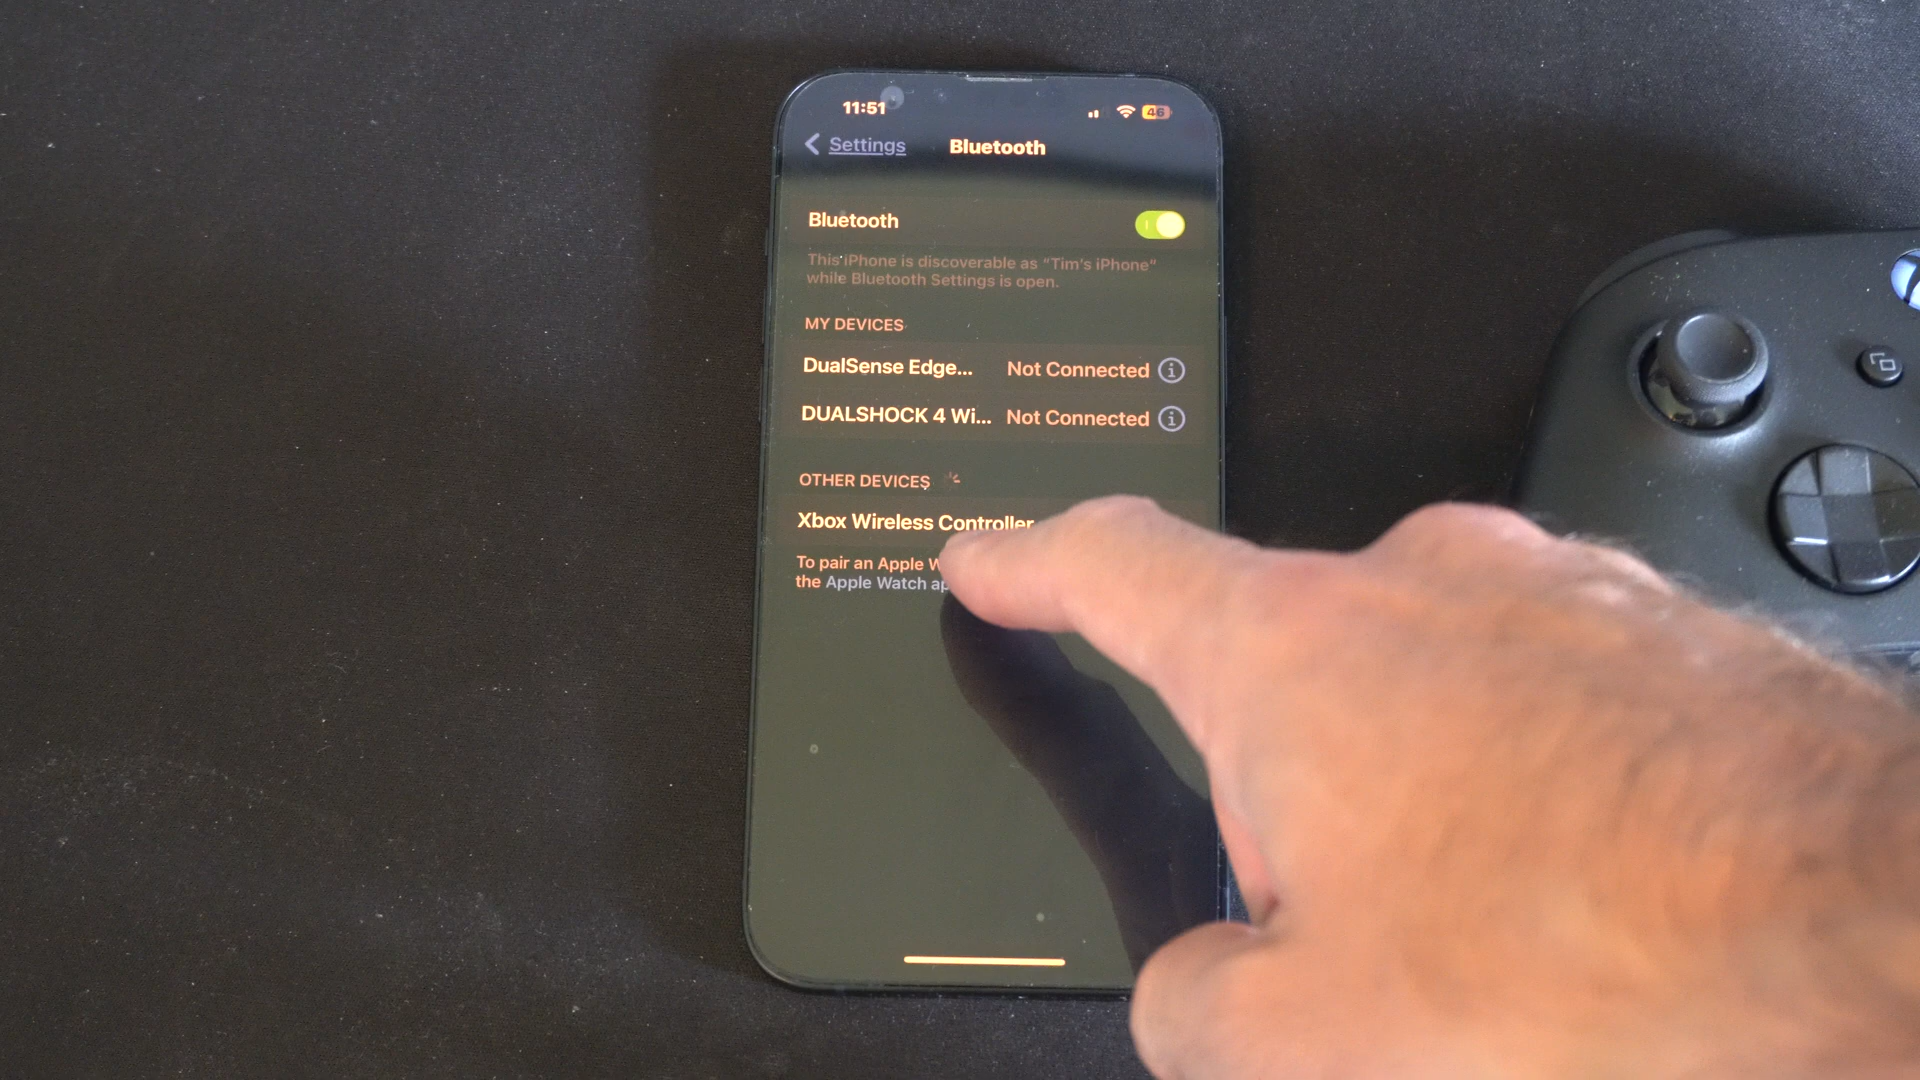 11:51
46
Settings
Bluetooth
Bluetooth
This iPhone is discoverable as “Tim's iPhone”
while Bluetooth Settings is open.
MY DEVICES
DualSense Edge...
Not Connected
DUALSHOCK 4 Wi...
Not Connected
OTHER DEVICES
Xbox Wireless Controller
To pair an Apple
the Apple Watch